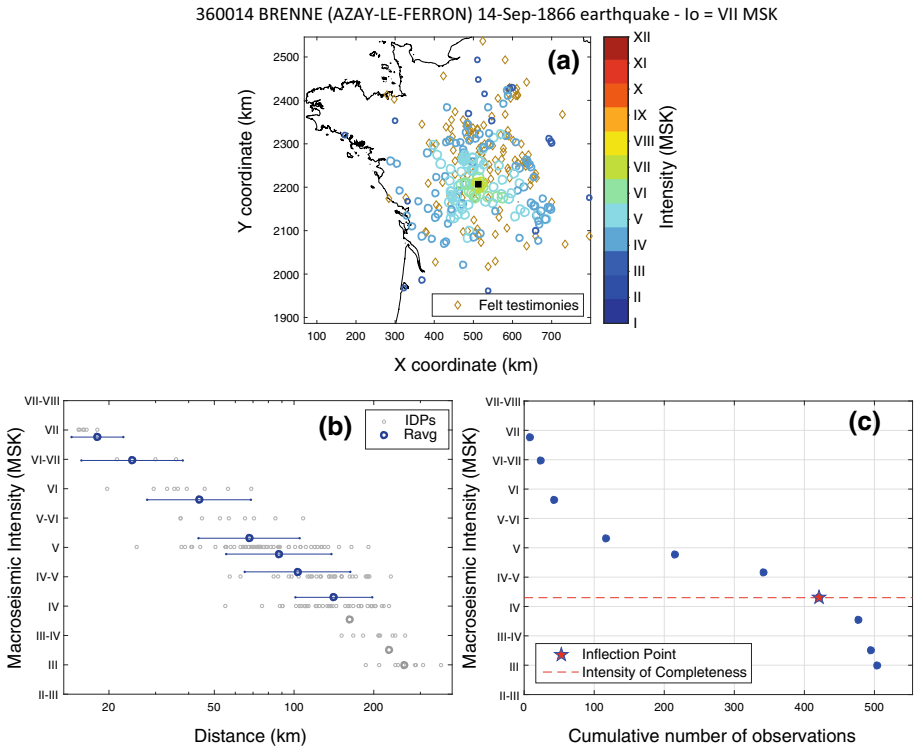 360014 BRENNE (AZAY-LE-FERRON) 14-Sep-1866 earthquake - Io = VII MSK
(a)
Y coordinate (km)
2500
2400
2300
2200
2100
2000
1900
100 200 300 400 500 600 700
X coordinate (km)
Felt testimonies
XII
XI
X
IX
VIII
VII
VI
V
IV
III
II
I
Intensity (MSK)
(b)
Macroseismic Intensity (MSK)
VII-VIII
VII
VI-VII
VI
V-VI
V
IV-V
IV
III-IV
III
II-III
20 100 200
Distance (km)
IDPs
Ravg
(c)
Macroseismic Intensity (MSK)
VII-VIII
VII
VI-VII
VI
V-VI
V
IV-V
IV
III-IV
III
II-III
0 100 200 300 400 500
Cumulative number of observations
Inflection Point
Intensity of Completeness